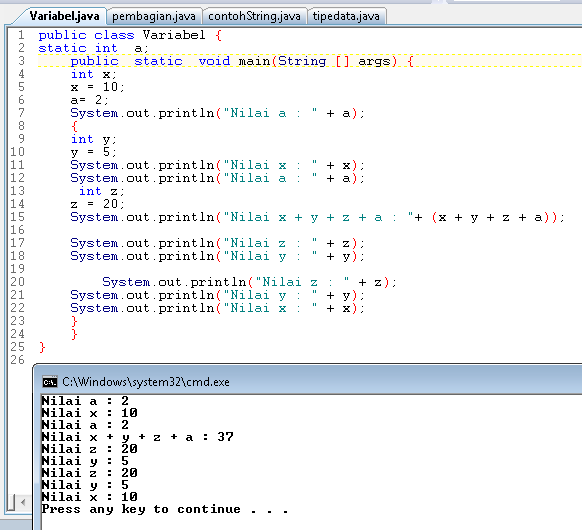 Variabel.java pembagian.java contohString.java tipedata.java
1 public class Variabel {
2 static int  a;
3     public  static  void main(String [] args) {
4     int x;
5     x = 10;
6     a= 2;
7     System.out.println("Nilai a : " + a);
8     {
9     int y;
10     y = 5;
11     System.out.println("Nilai x : " + x);
12     System.out.println("Nilai a : " + a);
13      int z;
14     z = 20;
15     System.out.println("Nilai x + y + z + a : "+ (x + y + z + a));
16
17     System.out.println("Nilai z : " + z);
18     System.out.println("Nilai y : " + y);
19
20         System.out.println("Nilai z : " + z);
21     System.out.println("Nilai y : " + y);
22     System.out.println("Nilai x : " + x);
23     }
24     }
25 }
26
C:\Windows\system32\cmd.exe
Nilai a : 2
Nilai x : 10
Nilai a : 2
Nilai x + y + z + a : 37
Nilai z : 20
Nilai y : 5
Nilai z : 20
Nilai y : 5
Nilai x : 10
Press any key to continue . . .